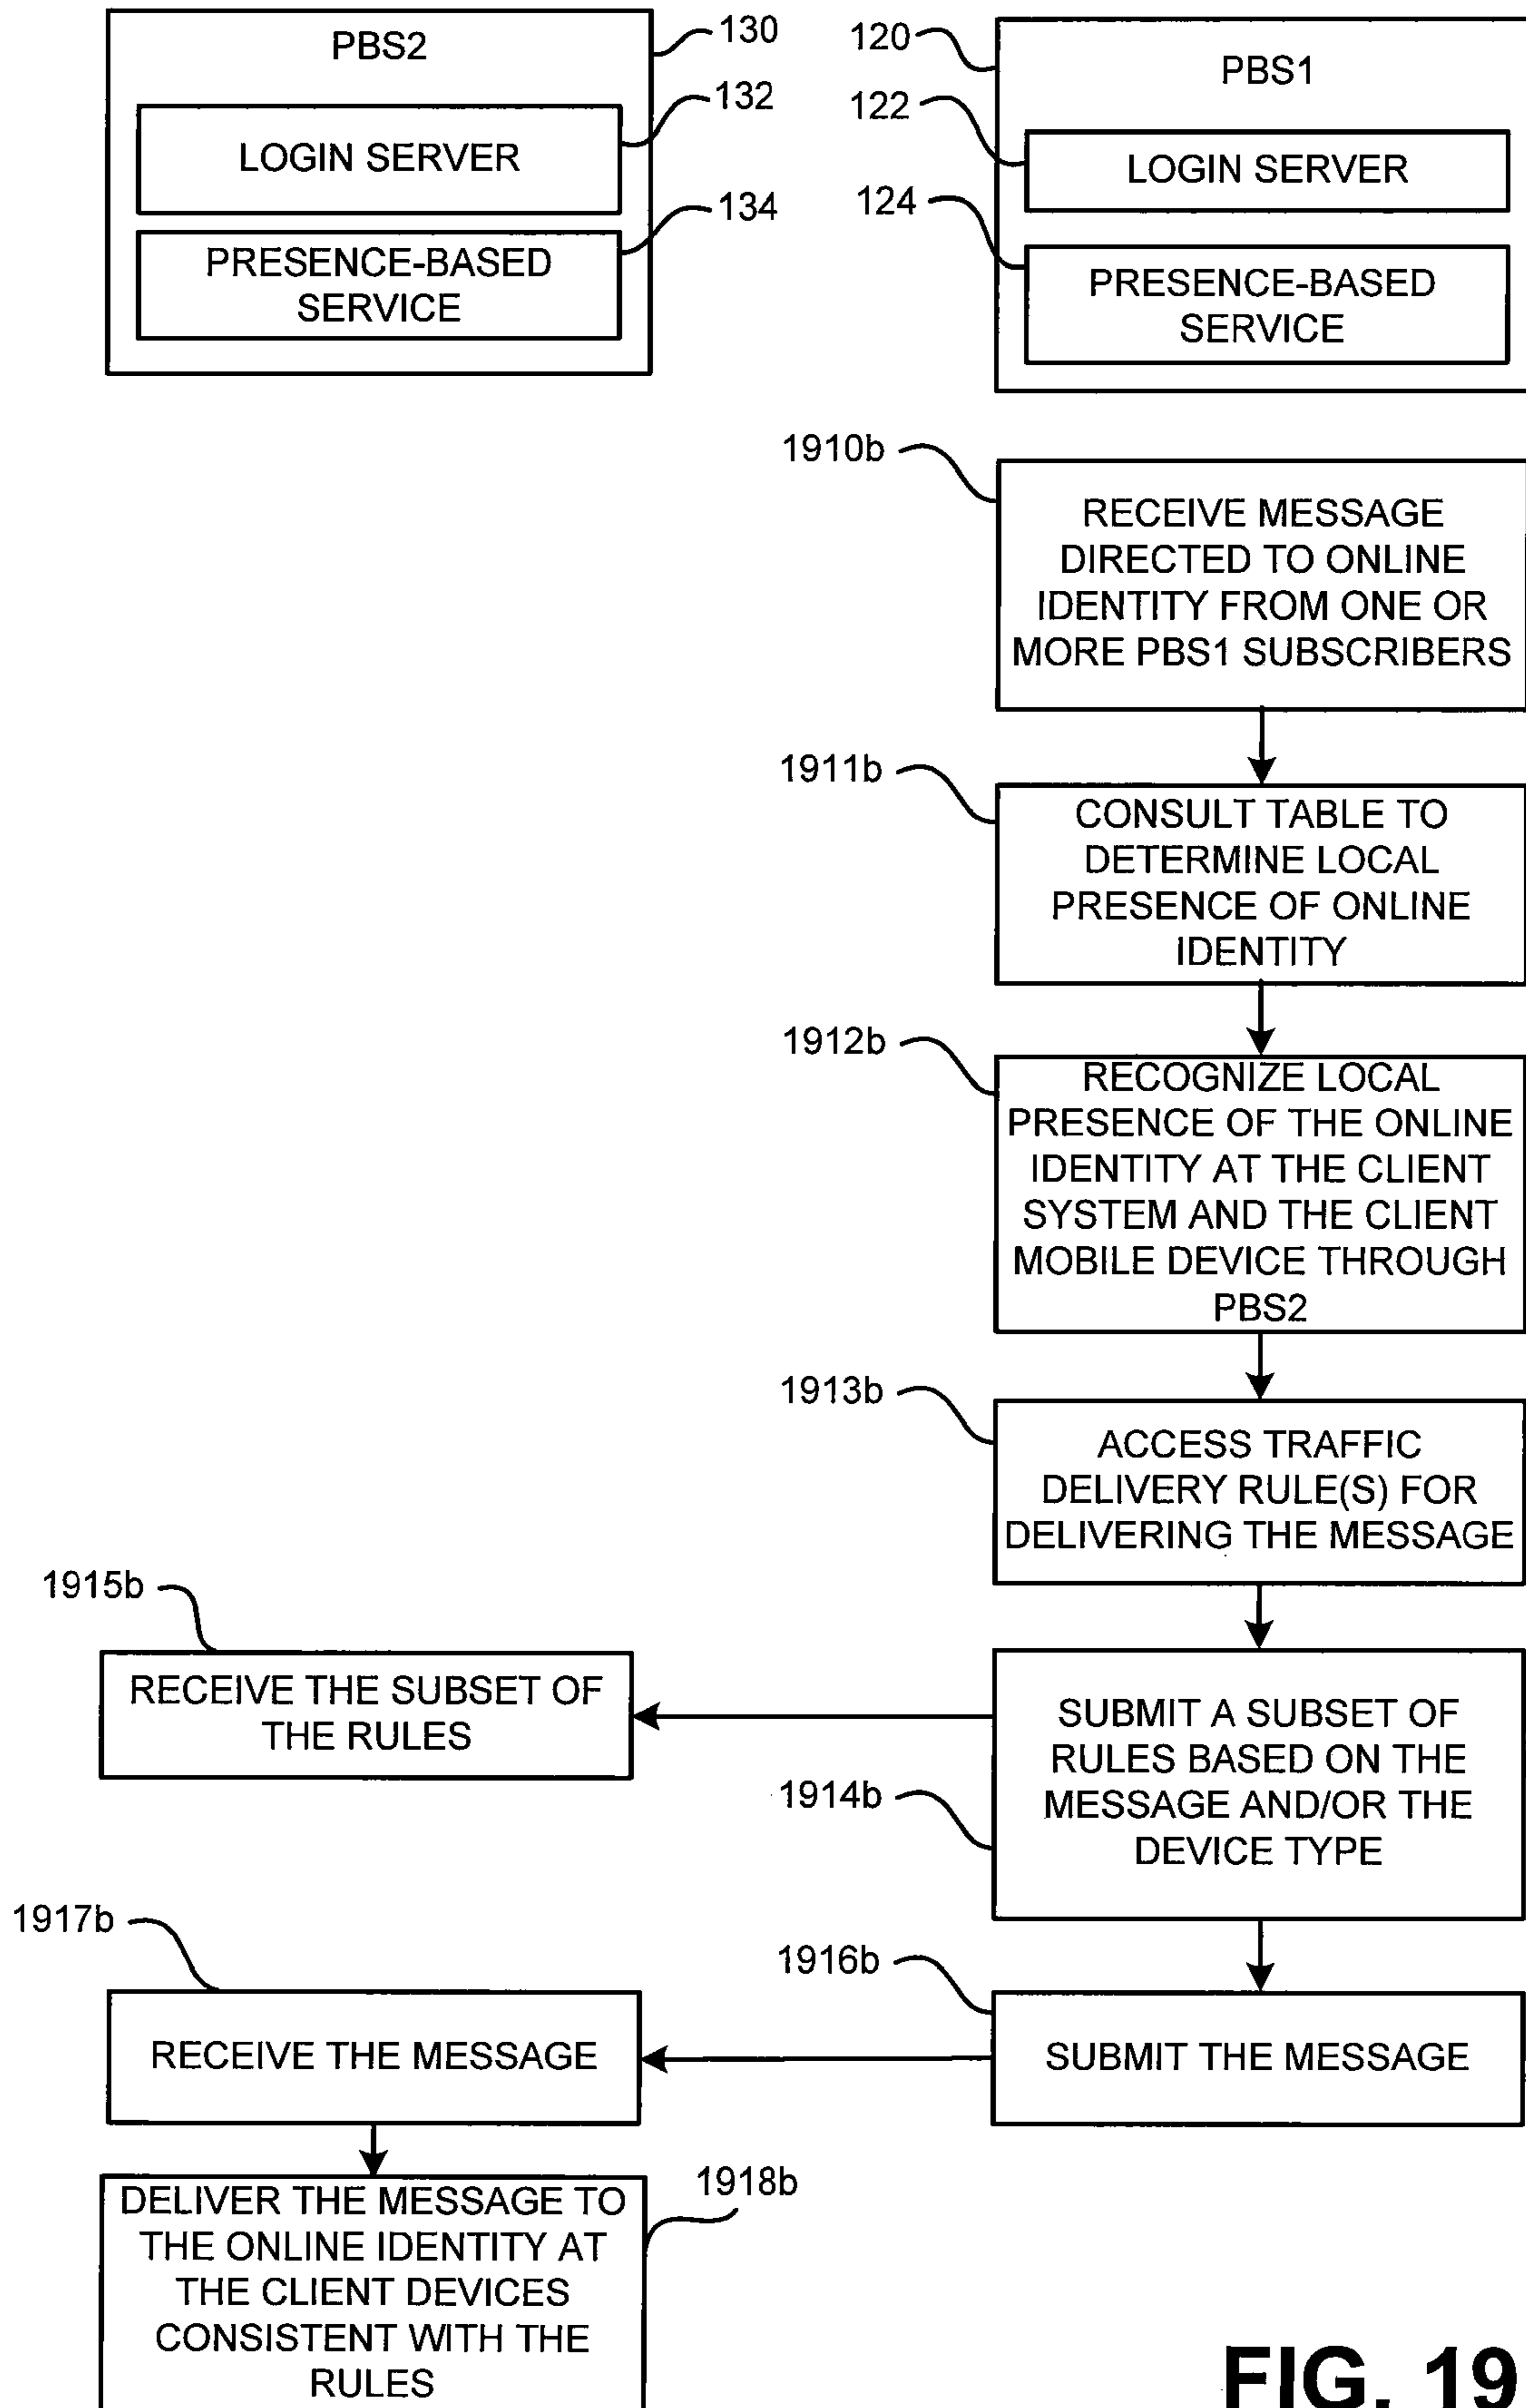 PBS2
130
132
LOGIN SERVER
134
PRESENCE-BASED
SERVICE
120
PBS1
122
LOGIN SERVER
124
PRESENCE-BASED
SERVICE
1910b
RECEIVE MESSAGE
DIRECTED TO ONLINE
IDENTITY FROM ONE OR
MORE PBS1 SUBSCRIBERS
1911b
CONSULT TABLE TO
DETERMINE LOCAL
PRESENCE OF ONLINE
IDENTITY
1912b
RECOGNIZE LOCAL
PRESENCE OF THE ONLINE
IDENTITY AT THE CLIENT
SYSTEM AND THE CLIENT
MOBILE DEVICE THROUGH
PBS2
1913b
ACCESS TRAFFIC
DELIVERY RULE(S) FOR
DELIVERING THE MESSAGE
1915b
RECEIVE THE SUBSET OF
THE RULES
1914b
SUBMIT A SUBSET OF
RULES BASED ON THE
MESSAGE AND/OR THE
DEVICE TYPE
1917b
RECEIVE THE MESSAGE
1916b
SUBMIT THE MESSAGE
1918b
DELIVER THE MESSAGE TO
THE ONLINE IDENTITY AT
THE CLIENT DEVICES
CONSISTENT WITH THE
RULES
FIG. 19